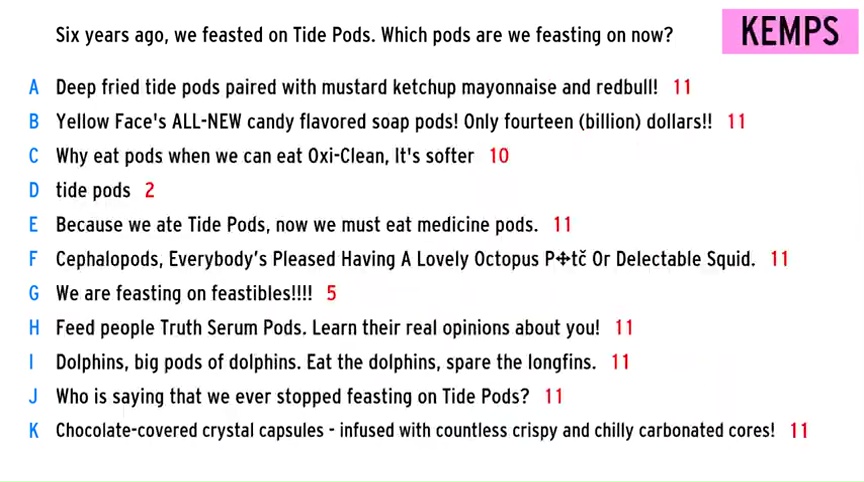 Six years ago, we feasted on Tide Pods. Which pods are we feasting on now?
KEMPS
A Deep fried tide pods paired with mustard ketchup mayonnaise and redbull! 11
B Yellow Face's ALL-NEW candy flavored soap pods! Only fourteen (billion) dollars!! 11
C Why eat pods when we can eat Oxi-Clean, It's softer 10
D tide pods 2
E Because we ate Tide Pods, now we must eat medicine pods. 11
F Cephalopods, Everybody’s Pleased Having A Lovely Octopus P✣tč Or Delectable Squid. 11
G We are feasting on feastibles!!!! 5
H Feed people Truth Serum Pods. Learn their real opinions about you! 11
I Dolphins, big pods of dolphins. Eat the dolphins, spare the longfins. 11
J Who is saying that we ever stopped feasting on Tide Pods? 11
K Chocolate-covered crystal capsules - infused with countless crispy and chilly carbonated cores! 11